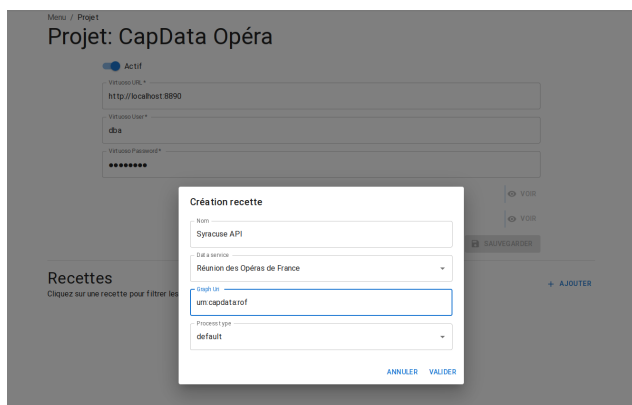 Menu / Projet
Projet: CapData Opéra
Actif
Virtuoso URL *
http://localhost:8890
Virtuoso User *
dba
Virtuoso Password *
••••••••
VOIR
VOIR
SAUVEGARDER
Création recette
Nom
Syracuse API
Data service
Réunion des Opéras de France
Graph Uri
urn:capdata:rof
Process type
default
ANNULER VALIDER
Recettes
Cliquez sur une recette pour filtrer les
+ AJOUTER